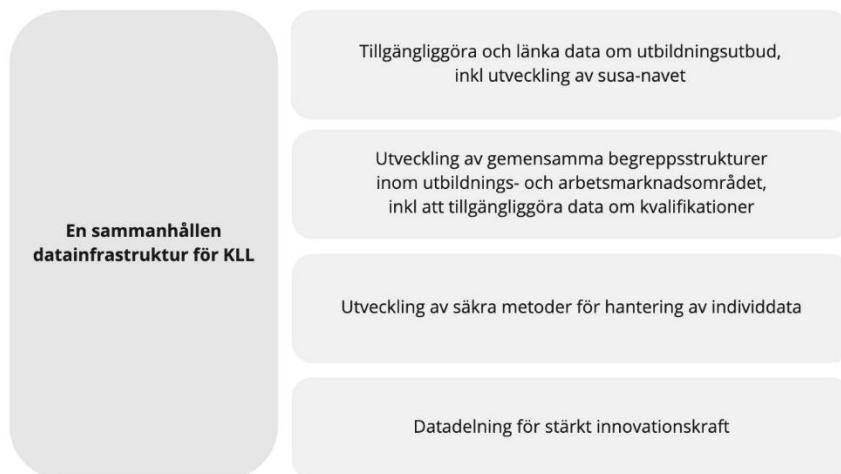 En sammanhållen
datainfrastruktur för KLL
Tillgängliggöra och länka data om utbildningsutbud,
inkl utveckling av susa-navet
Utveckling av gemensamma begreppsstrukturer
inom utbildnings- och arbetsmarknadsområdet,
inkl att tillgängliggöra data om kvalifikationer
Utveckling av säkra metoder för hantering av individdata
Datadelning för stärkt innovationskraft